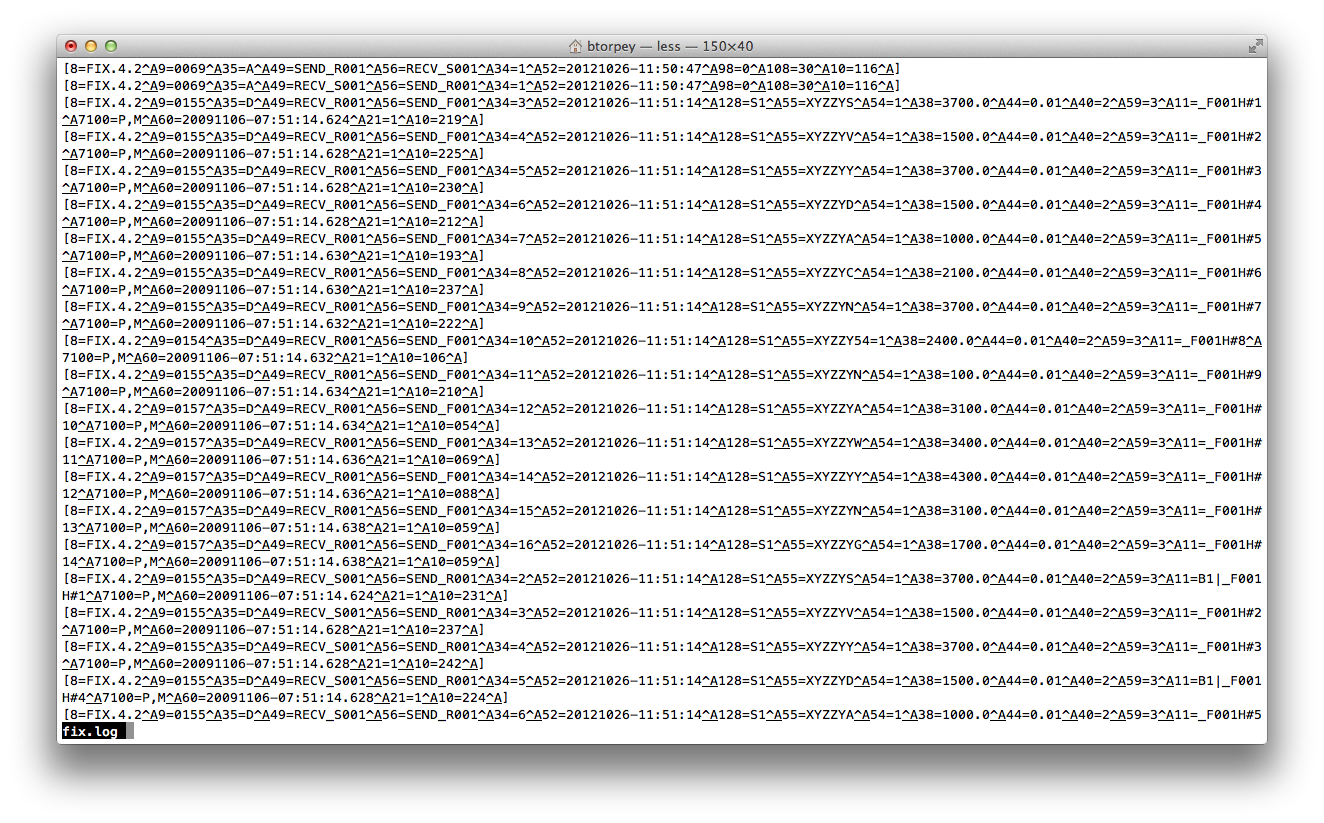 btorpey — less — 150×40
[8=FIX.4.2^A9=0069^A35=A^A49=SEND_R001^A56=RECV_S001^A34=1^A52=20121026-11:50:47^A98=0^A108=30^A10=116^A]
[8=FIX.4.2^A9=0069^A35=A^A49=RECV_S001^A56=SEND_R001^A34=1^A52=20121026-11:50:47^A98=0^A108=30^A10=116^A]
[8=FIX.4.2^A9=0155^A35=D^A49=RECV_R001^A56=SEND_F001^A34=3^A52=20121026-11:51:14^A128=S1^A55=XYZZYS^A54=1^A38=3700.0^A44=0.01^A40=2^A59=3^A11=_F001H#1
^A7100=P,M^A60=20091106-07:51:14.624^A21=1^A10=219^A]
[8=FIX.4.2^A9=0155^A35=D^A49=RECV_R001^A56=SEND_F001^A34=4^A52=20121026-11:51:14^A128=S1^A55=XYZZYV^A54=1^A38=1500.0^A44=0.01^A40=2^A59=3^A11=_F001H#2
^A7100=P,M^A60=20091106-07:51:14.628^A21=1^A10=225^A]
[8=FIX.4.2^A9=0155^A35=D^A49=RECV_R001^A56=SEND_F001^A34=5^A52=20121026-11:51:14^A128=S1^A55=XYZZYY^A54=1^A38=3700.0^A44=0.01^A40=2^A59=3^A11=_F001H#3
^A7100=P,M^A60=20091106-07:51:14.628^A21=1^A10=230^A]
[8=FIX.4.2^A9=0155^A35=D^A49=RECV_R001^A56=SEND_F001^A34=6^A52=20121026-11:51:14^A128=S1^A55=XYZZYD^A54=1^A38=1500.0^A44=0.01^A40=2^A59=3^A11=_F001H#4
^A7100=P,M^A60=20091106-07:51:14.628^A21=1^A10=212^A]
[8=FIX.4.2^A9=0155^A35=D^A49=RECV_R001^A56=SEND_F001^A34=7^A52=20121026-11:51:14^A128=S1^A55=XYZZYA^A54=1^A38=1000.0^A44=0.01^A40=2^A59=3^A11=_F001H#5
^A7100=P,M^A60=20091106-07:51:14.630^A21=1^A10=193^A]
[8=FIX.4.2^A9=0155^A35=D^A49=RECV_R001^A56=SEND_F001^A34=8^A52=20121026-11:51:14^A128=S1^A55=XYZZYC^A54=1^A38=2100.0^A44=0.01^A40=2^A59=3^A11=_F001H#6
^A7100=P,M^A60=20091106-07:51:14.630^A21=1^A10=237^A]
[8=FIX.4.2^A9=0155^A35=D^A49=RECV_R001^A56=SEND_F001^A34=9^A52=20121026-11:51:14^A128=S1^A55=XYZZYN^A54=1^A38=3700.0^A44=0.01^A40=2^A59=3^A11=_F001H#7
^A7100=P,M^A60=20091106-07:51:14.632^A21=1^A10=222^A]
[8=FIX.4.2^A9=0154^A35=D^A49=RECV_R001^A56=SEND_F001^A34=10^A52=20121026-11:51:14^A128=S1^A55=XYZZY54=1^A38=2400.0^A44=0.01^A40=2^A59=3^A11=_F001H#8^A
7100=P,M^A60=20091106-07:51:14.632^A21=1^A10=106^A]
[8=FIX.4.2^A9=0155^A35=D^A49=RECV_R001^A56=SEND_F001^A34=11^A52=20121026-11:51:14^A128=S1^A55=XYZZYN^A54=1^A38=100.0^A44=0.01^A40=2^A59=3^A11=_F001H#9
^A7100=P,M^A60=20091106-07:51:14.634^A21=1^A10=210^A]
[8=FIX.4.2^A9=0157^A35=D^A49=RECV_R001^A56=SEND_F001^A34=12^A52=20121026-11:51:14^A128=S1^A55=XYZZYA^A54=1^A38=3100.0^A44=0.01^A40=2^A59=3^A11=_F001H#
10^A7100=P,M^A60=20091106-07:51:14.634^A21=1^A10=054^A]
[8=FIX.4.2^A9=0157^A35=D^A49=RECV_R001^A56=SEND_F001^A34=13^A52=20121026-11:51:14^A128=S1^A55=XYZZYW^A54=1^A38=3400.0^A44=0.01^A40=2^A59=3^A11=_F001H#
11^A7100=P,M^A60=20091106-07:51:14.636^A21=1^A10=069^A]
[8=FIX.4.2^A9=0157^A35=D^A49=RECV_R001^A56=SEND_F001^A34=14^A52=20121026-11:51:14^A128=S1^A55=XYZZYY^A54=1^A38=4300.0^A44=0.01^A40=2^A59=3^A11=_F001H#
12^A7100=P,M^A60=20091106-07:51:14.636^A21=1^A10=088^A]
[8=FIX.4.2^A9=0157^A35=D^A49=RECV_R001^A56=SEND_F001^A34=15^A52=20121026-11:51:14^A128=S1^A55=XYZZYN^A54=1^A38=3100.0^A44=0.01^A40=2^A59=3^A11=_F001H#
13^A7100=P,M^A60=20091106-07:51:14.638^A21=1^A10=059^A]
[8=FIX.4.2^A9=0157^A35=D^A49=RECV_R001^A56=SEND_F001^A34=16^A52=20121026-11:51:14^A128=S1^A55=XYZZYG^A54=1^A38=1700.0^A44=0.01^A40=2^A59=3^A11=_F001H#
14^A7100=P,M^A60=20091106-07:51:14.638^A21=1^A10=059^A]
[8=FIX.4.2^A9=0155^A35=D^A49=RECV_S001^A56=SEND_R001^A34=2^A52=20121026-11:51:14^A128=S1^A55=XYZZYS^A54=1^A38=3700.0^A44=0.01^A40=2^A59=3^A11=B1|_F001
H#1^A7100=P,M^A60=20091106-07:51:14.624^A21=1^A10=231^A]
[8=FIX.4.2^A9=0155^A35=D^A49=RECV_S001^A56=SEND_R001^A34=3^A52=20121026-11:51:14^A128=S1^A55=XYZZYV^A54=1^A38=1500.0^A44=0.01^A40=2^A59=3^A11=_F001H#2
^A7100=P,M^A60=20091106-07:51:14.628^A21=1^A10=237^A]
[8=FIX.4.2^A9=0155^A35=D^A49=RECV_S001^A56=SEND_R001^A34=4^A52=20121026-11:51:14^A128=S1^A55=XYZZYY^A54=1^A38=3700.0^A44=0.01^A40=2^A59=3^A11=_F001H#3
^A7100=P,M^A60=20091106-07:51:14.628^A21=1^A10=242^A]
[8=FIX.4.2^A9=0155^A35=D^A49=RECV_S001^A56=SEND_R001^A34=5^A52=20121026-11:51:14^A128=S1^A55=XYZZYD^A54=1^A38=1500.0^A44=0.01^A40=2^A59=3^A11=B1|_F001
H#4^A7100=P,M^A60=20091106-07:51:14.628^A21=1^A10=224^A]
[8=FIX.4.2^A9=0155^A35=D^A49=RECV_S001^A56=SEND_R001^A34=6^A52=20121026-11:51:14^A128=S1^A55=XYZZYA^A54=1^A38=1000.0^A44=0.01^A40=2^A59=3^A11=_F001H#5
fix.log